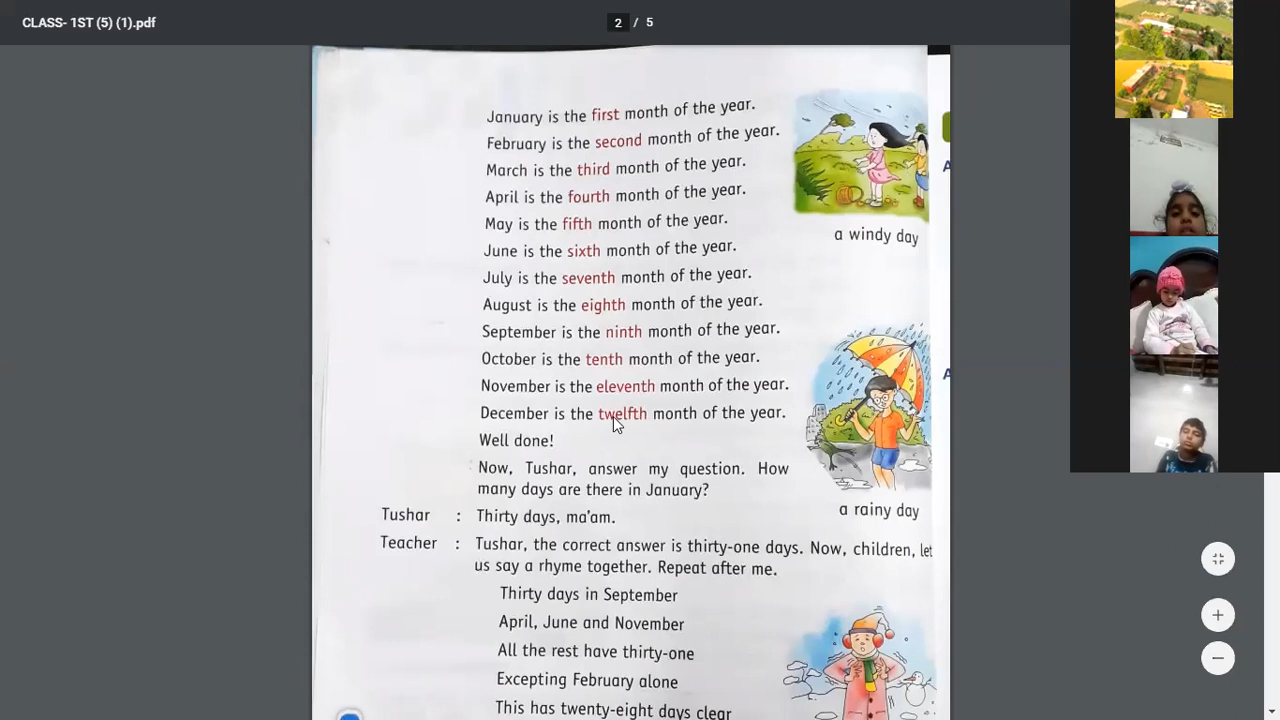 CLASS- 1ST (5) (1).pdf
2 / 5
January is the first month of the year.
February is the second month of the year.
March is the third month of the year.
April is the fourth month of the year.
May is the fifth month of the year.
June is the sixth month of the year.
July is the seventh month of the year.
August is the eighth month of the year.
September is the ninth month of the year.
October is the tenth month of the year.
November is the eleventh month of the year.
December is the twelfth month of the year.
Well done!
Now, Tushar, answer my question. How
many days are there in January?
Tushar : Thirty days, ma'am.
Teacher : Tushar, the correct answer is thirty-one days. Now, children, let
us say a rhyme together. Repeat after me.
Thirty days in September
April, June and November
All the rest have thirty-one
Excepting February alone
This has twenty-eight days clear
a windy day
a rainy day
A
A